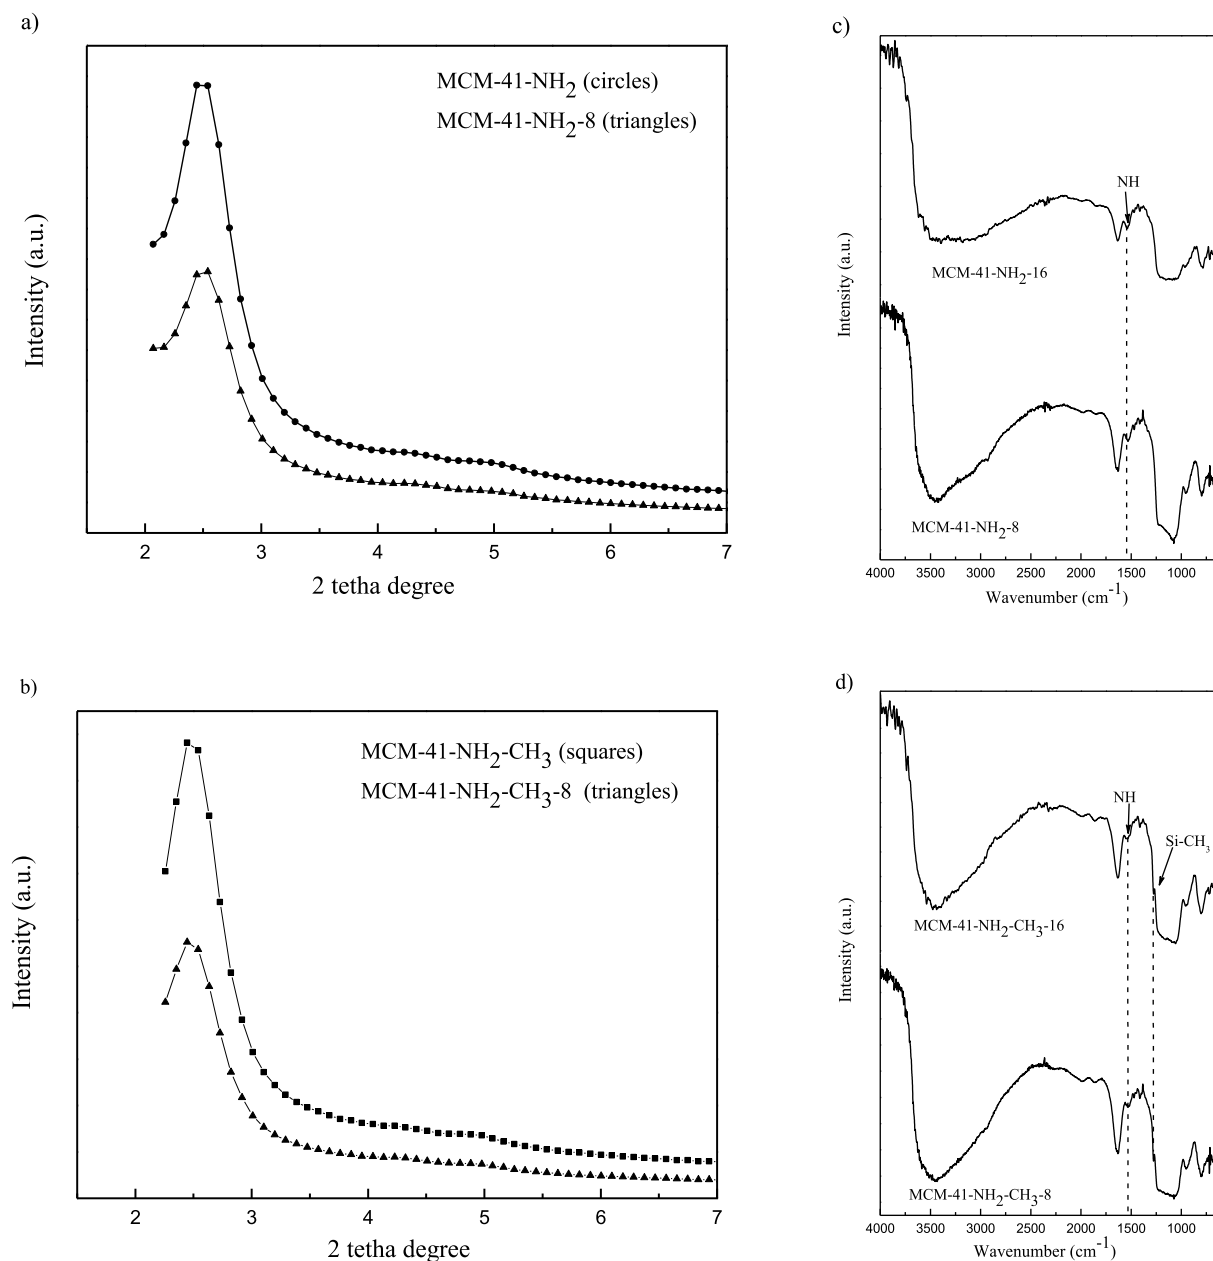 a)
MCM-41-NH2 (circles)
MCM-41-NH2-8 (triangles)
Intensity (a.u.)
2 3 4 5 6 7
2 tetha degree
c)
NH
MCM-41-NH2-16
MCM-41-NH2-8
Intensity (a.u.)
4000 3500 3000 2500 2000 1500 1000
Wavenumber (cm-1)
b)
MCM-41-NH2-CH3 (squares)
MCM-41-NH2-CH3-8 (triangles)
Intensity (a.u.)
2 3 4 5 6 7
2 tetha degree
d)
NH
Si-CH3
MCM-41-NH2-CH3-16
MCM-41-NH2-CH3-8
Intensity (a.u.)
4000 3500 3000 2500 2000 1500 1000
Wavenumber (cm-1)